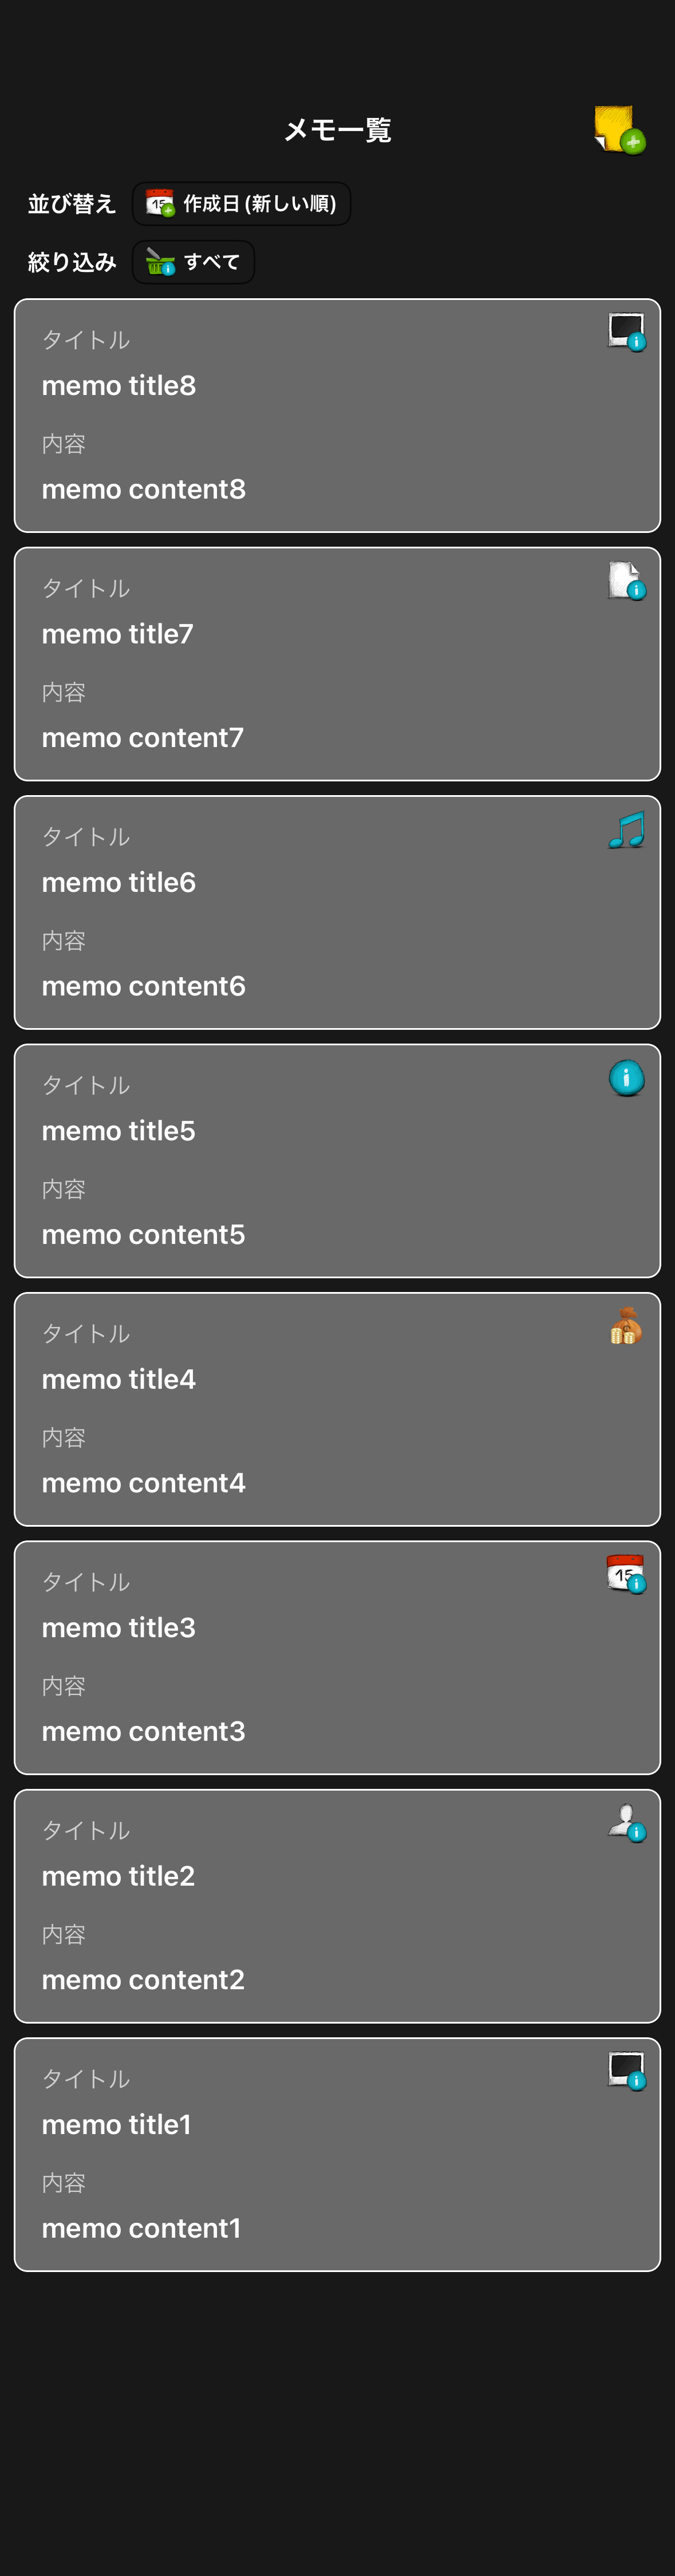 メモ一覧
並び替え 作成日(新しい順)
絞り込み すべて
タイトル
memo title8
内容
memo content8
タイトル
memo title7
内容
memo content7
タイトル
memo title6
内容
memo content6
タイトル
memo title5
内容
memo content5
タイトル
memo title4
内容
memo content4
タイトル
15
memo title3
内容
memo content3
タイトル
memo title2
内容
memo content2
タイトル
memo title1
内容
memo content1